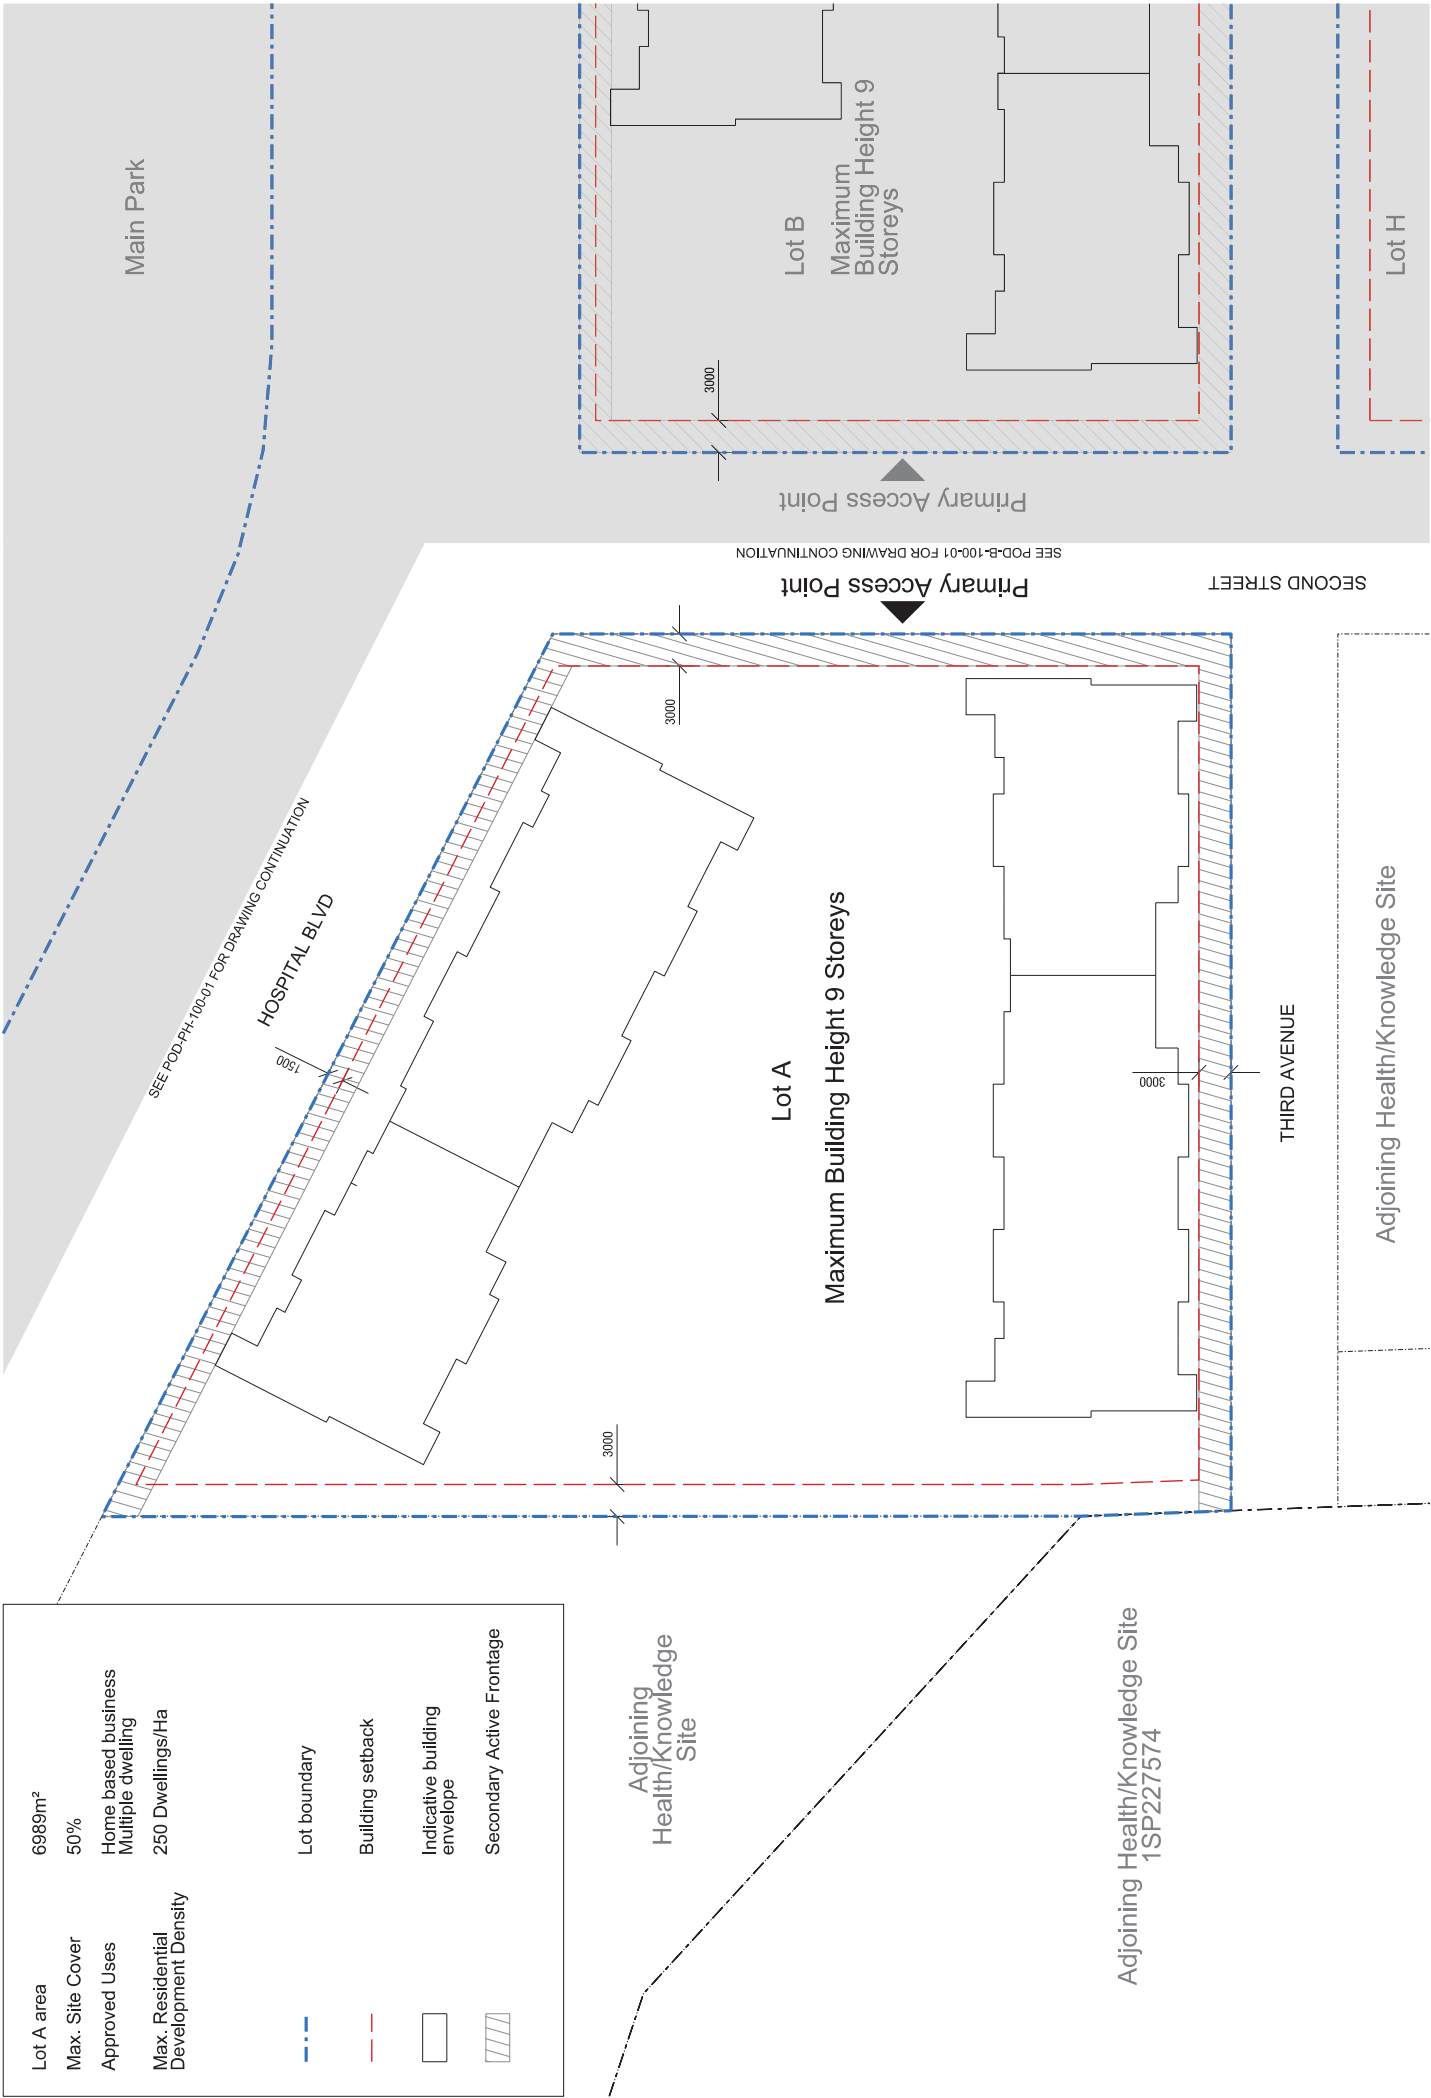 Lot A area
6989m²
Max. Site Cover
50%
Approved Uses
Home based business
Multiple dwelling
Max. Residential
Development Density
250 Dwellings/Ha
Lot boundary
Building setback
Indicative building
envelope
Secondary Active Frontage
SEE POD-PH-100-01 FOR DRAWING CONTINUATION
HOSPITAL BLVD
1500
Main Park
Lot A
Maximum Building Height 9 Storeys
3000
3000
3000
Primary Access Point
SEE POD-B-100-01 FOR DRAWING CONTINUATION
Primary Access Point
SECOND STREET
3000
Lot B
Maximum
Building Height 9
Storeys
Lot H
THIRD AVENUE
Adjoining
Health/Knowledge
Site
Adjoining Health/Knowledge Site
1SP227574
Adjoining Health/Knowledge Site